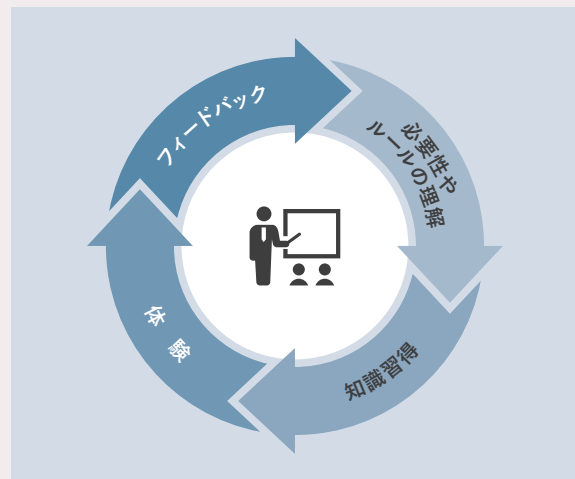 フィードバック
必要性や
ルールの理解
知識習得
体験